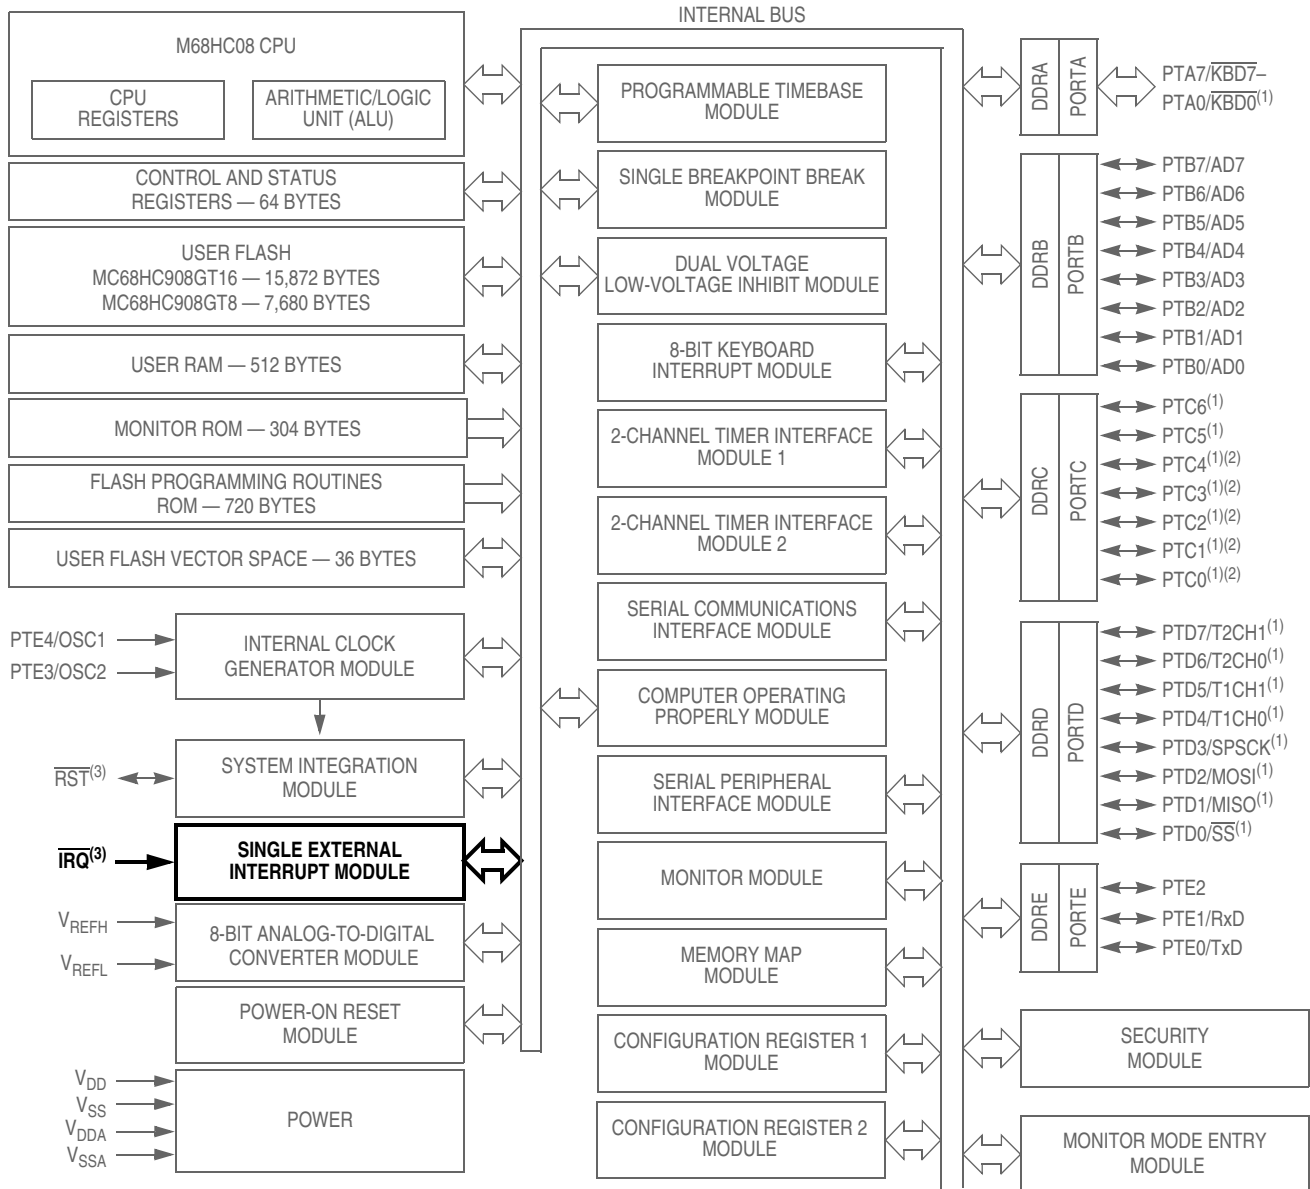 INTERNAL BUS
M68HC08 CPU
CPU
REGISTERS
ARITHMETIC/LOGIC
UNIT (ALU)
CONTROL AND STATUS
REGISTERS — 64 BYTES
USER FLASH
MC68HC908GT16 — 15,872 BYTES
MC68HC908GT8 — 7,680 BYTES
USER RAM — 512 BYTES
MONITOR ROM — 304 BYTES
FLASH PROGRAMMING ROUTINES
ROM — 720 BYTES
USER FLASH VECTOR SPACE — 36 BYTES
PTE4/OSC1
PTE3/OSC2
INTERNAL CLOCK
GENERATOR MODULE
RST(3)
SYSTEM INTEGRATION
MODULE
IRQ(3)
SINGLE EXTERNAL
INTERRUPT MODULE
VREFH
VREFL
8-BIT ANALOG-TO-DIGITAL
CONVERTER MODULE
POWER-ON RESET
MODULE
VDD
VSS
VDDA
VSSA
POWER
PROGRAMMABLE TIMEBASE
MODULE
SINGLE BREAKPOINT BREAK
MODULE
DUAL VOLTAGE
LOW-VOLTAGE INHIBIT MODULE
8-BIT KEYBOARD
INTERRUPT MODULE
2-CHANNEL TIMER INTERFACE
MODULE 1
2-CHANNEL TIMER INTERFACE
MODULE 2
SERIAL COMMUNICATIONS
INTERFACE MODULE
COMPUTER OPERATING
PROPERLY MODULE
SERIAL PERIPHERAL
INTERFACE MODULE
MONITOR MODULE
MEMORY MAP
MODULE
CONFIGURATION REGISTER 1
MODULE
CONFIGURATION REGISTER 2
MODULE
DDRA
PORTA
PTA7/KBD7–
PTA0/KBD0(1)
DDRB
PORTB
PTB7/AD7
PTB6/AD6
PTB5/AD5
PTB4/AD4
PTB3/AD3
PTB2/AD2
PTB1/AD1
PTB0/AD0
DDRC
PORTC
PTC6(1)
PTC5(1)
PTC4(1)(2)
PTC3(1)(2)
PTC2(1)(2)
PTC1(1)(2)
PTC0(1)(2)
DDRD
PORTD
PTD7/T2CH1(1)
PTD6/T2CH0(1)
PTD5/T1CH1(1)
PTD4/T1CH0(1)
PTD3/SPSCK(1)
PTD2/MOSI(1)
PTD1/MISO(1)
PTD0/SS(1)
DDRE
PORTE
PTE2
PTE1/RxD
PTE0/TxD
SECURITY
MODULE
MONITOR MODE ENTRY
MODULE